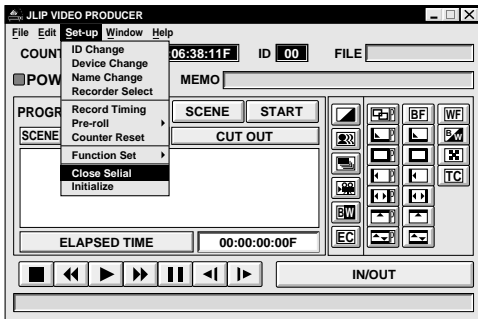 JLIP VIDEO PRODUCER
File Edit Set-up Window Help
COUNT 06:38:11F ID 00 FILE
POW MEMO
ID Change
Device Change
Name Change
Recorder Select
Record Timing
Pre-roll
Counter Reset
Function Set
Close Selial
Initialize
PROGR SCENE START
SCENE CUT OUT
BF WF
B/W
P
P
P
TC
P
BW P
EC P
ELAPSED TIME 00:00:00:00F
IN/OUT